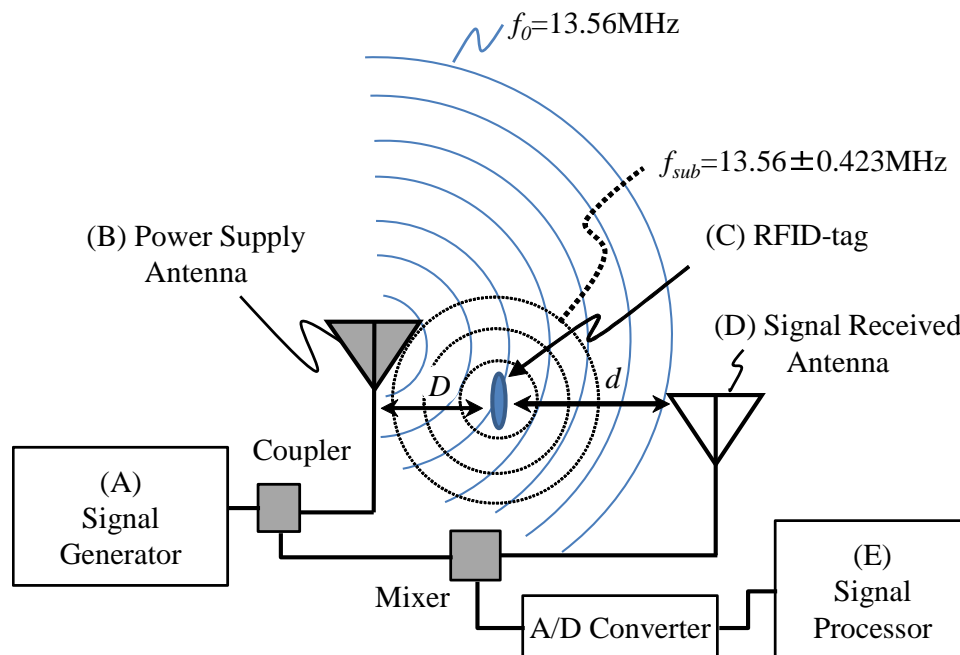 f0=13.56MHz
fsub=13.56±0.423MHz
(B) Power Supply
Antenna
(C) RFID-tag
(D) Signal Received
Antenna
D
d
Coupler
(A)
Signal
Generator
Mixer
A/D Converter
(E)
Signal
Processor